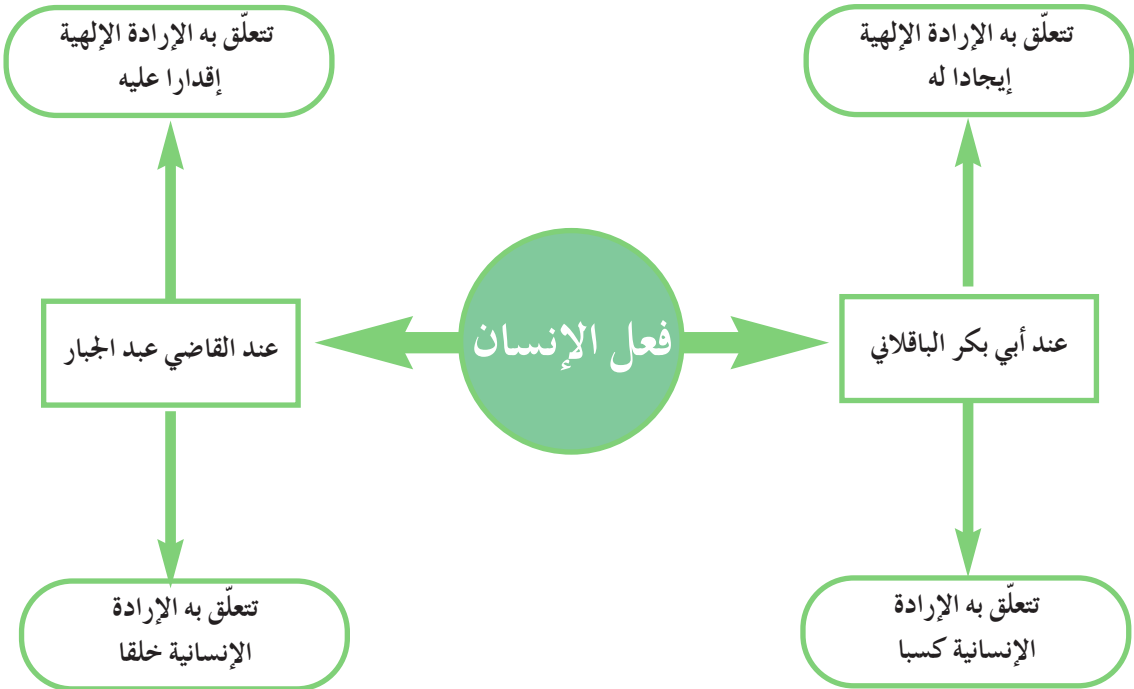 تتعلّق به الإرادة الإلهية
إيجادا له
تتعلّق به الإرادة الإلهية
إقدارا عليه
عند أبي بكر الباقلاني
فعل الإنسان
عند القاضي عبد الجبار
تتعلّق به الإرادة
الإنسانية كسبا
تتعلّق به الإرادة
الإنسانية خلقا